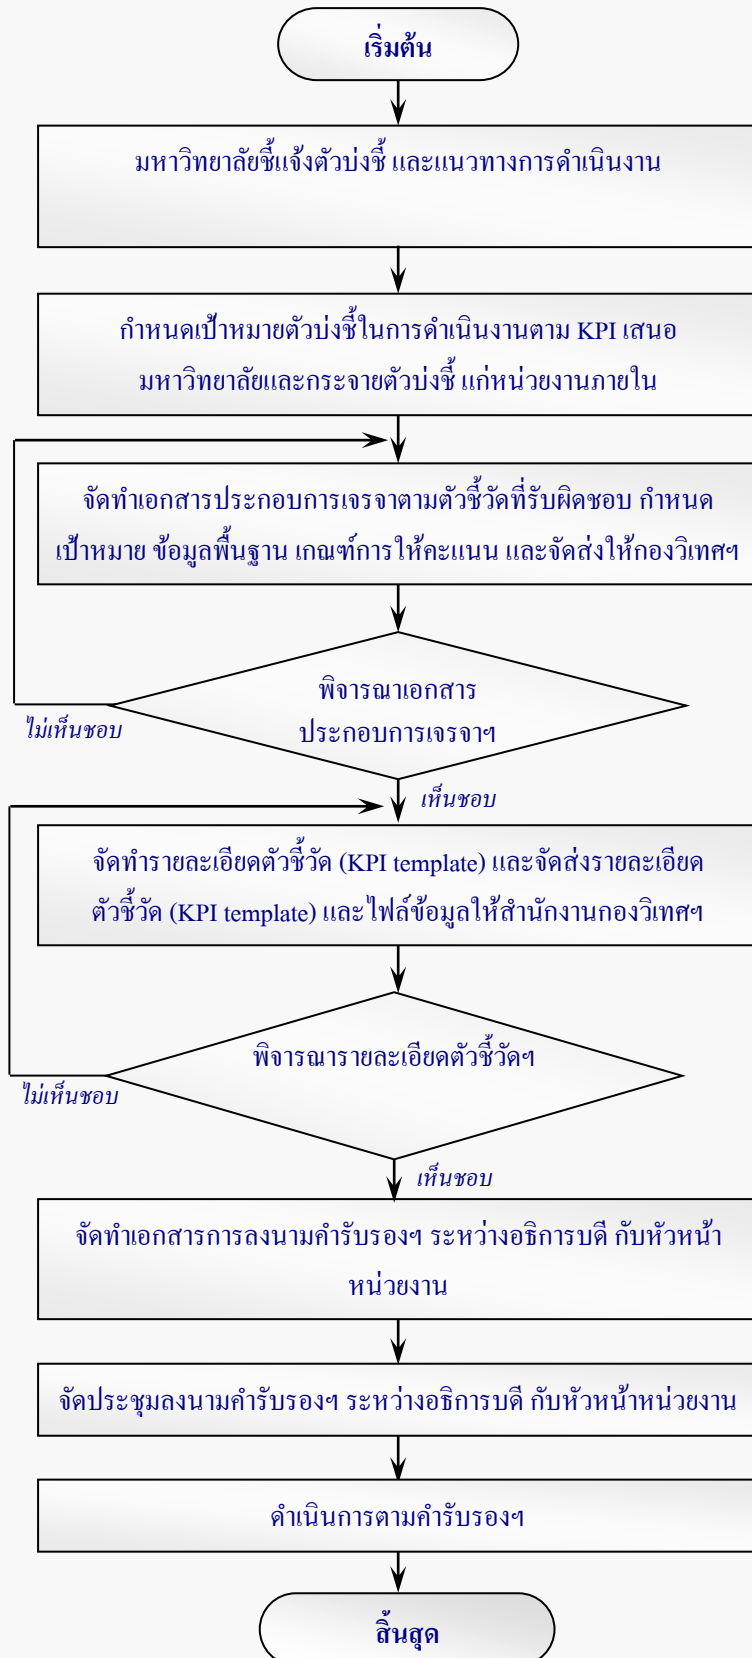 เริ่มต้น
มหาวิทยาลัยชี้แจ้งตัวบ่งชี้ และแนวทางการดำเนินงาน
กำหนดเป้าหมายตัวบ่งชี้ในการดำเนินงานตาม KPI เสนอ
มหาวิทยาลัยและกระจายตัวบ่งชี้ แก่หน่วยงานภายใน
จัดทำเอกสารประกอบการเจรจาตามตัวชี้วัดที่รับผิดชอบ กำหนด
เป้าหมาย ข้อมูลพื้นฐาน เกณฑ์การให้คะแนน และจัดส่งให้กองวิเทศฯ
พิจารณาเอกสาร
ประกอบการเจรจาฯ
ไม่เห็นชอบ
เห็นชอบ
จัดทำรายละเอียดตัวชี้วัด (KPI template) และจัดส่งรายละเอียด
ตัวชี้วัด (KPI template) และไฟล์ข้อมูลให้สำนักงานกองวิเทศฯ
พิจารณารายละเอียดตัวชี้วัดฯ
ไม่เห็นชอบ
เห็นชอบ
จัดทำเอกสารการลงนามคำรับรองฯ ระหว่างอธิการบดี กับหัวหน้า
หน่วยงาน
จัดประชุมลงนามคำรับรองฯ ระหว่างอธิการบดี กับหัวหน้าหน่วยงาน
ดำเนินการตามคำรับรองฯ
สิ้นสุด